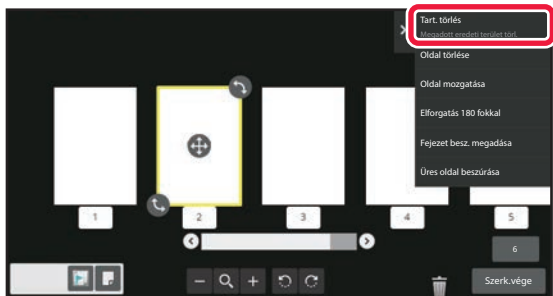 Tart. törlés
Megadott eredeti terület törl.
Oldal törlése
Oldal mozgatása
Elforgatás 180 fokkal
Fejezet besz. megadása
Üres oldal beszúrása
1
2
3
4
5
6
Szerk.vége